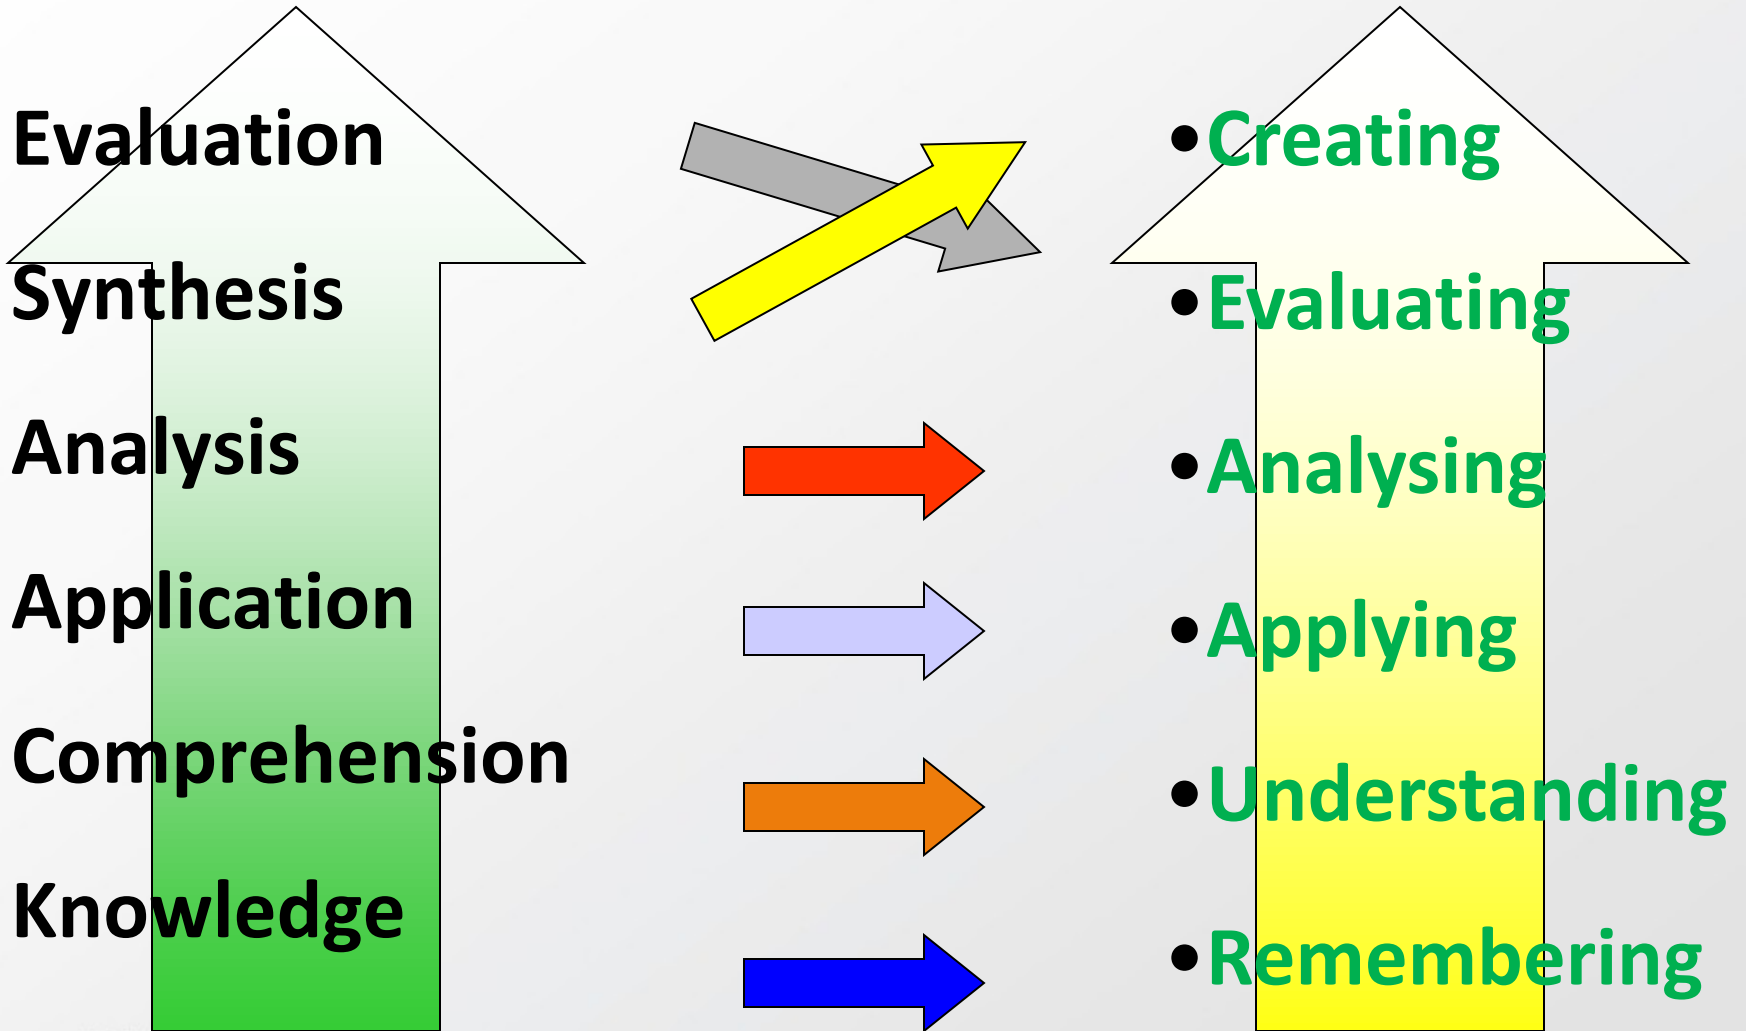 Evaluation
Synthesis
Analysis
Application
Comprehension
Knowledge
•Creating
•Evaluating
•Analysing
•Applying
•Understanding
•Remembering